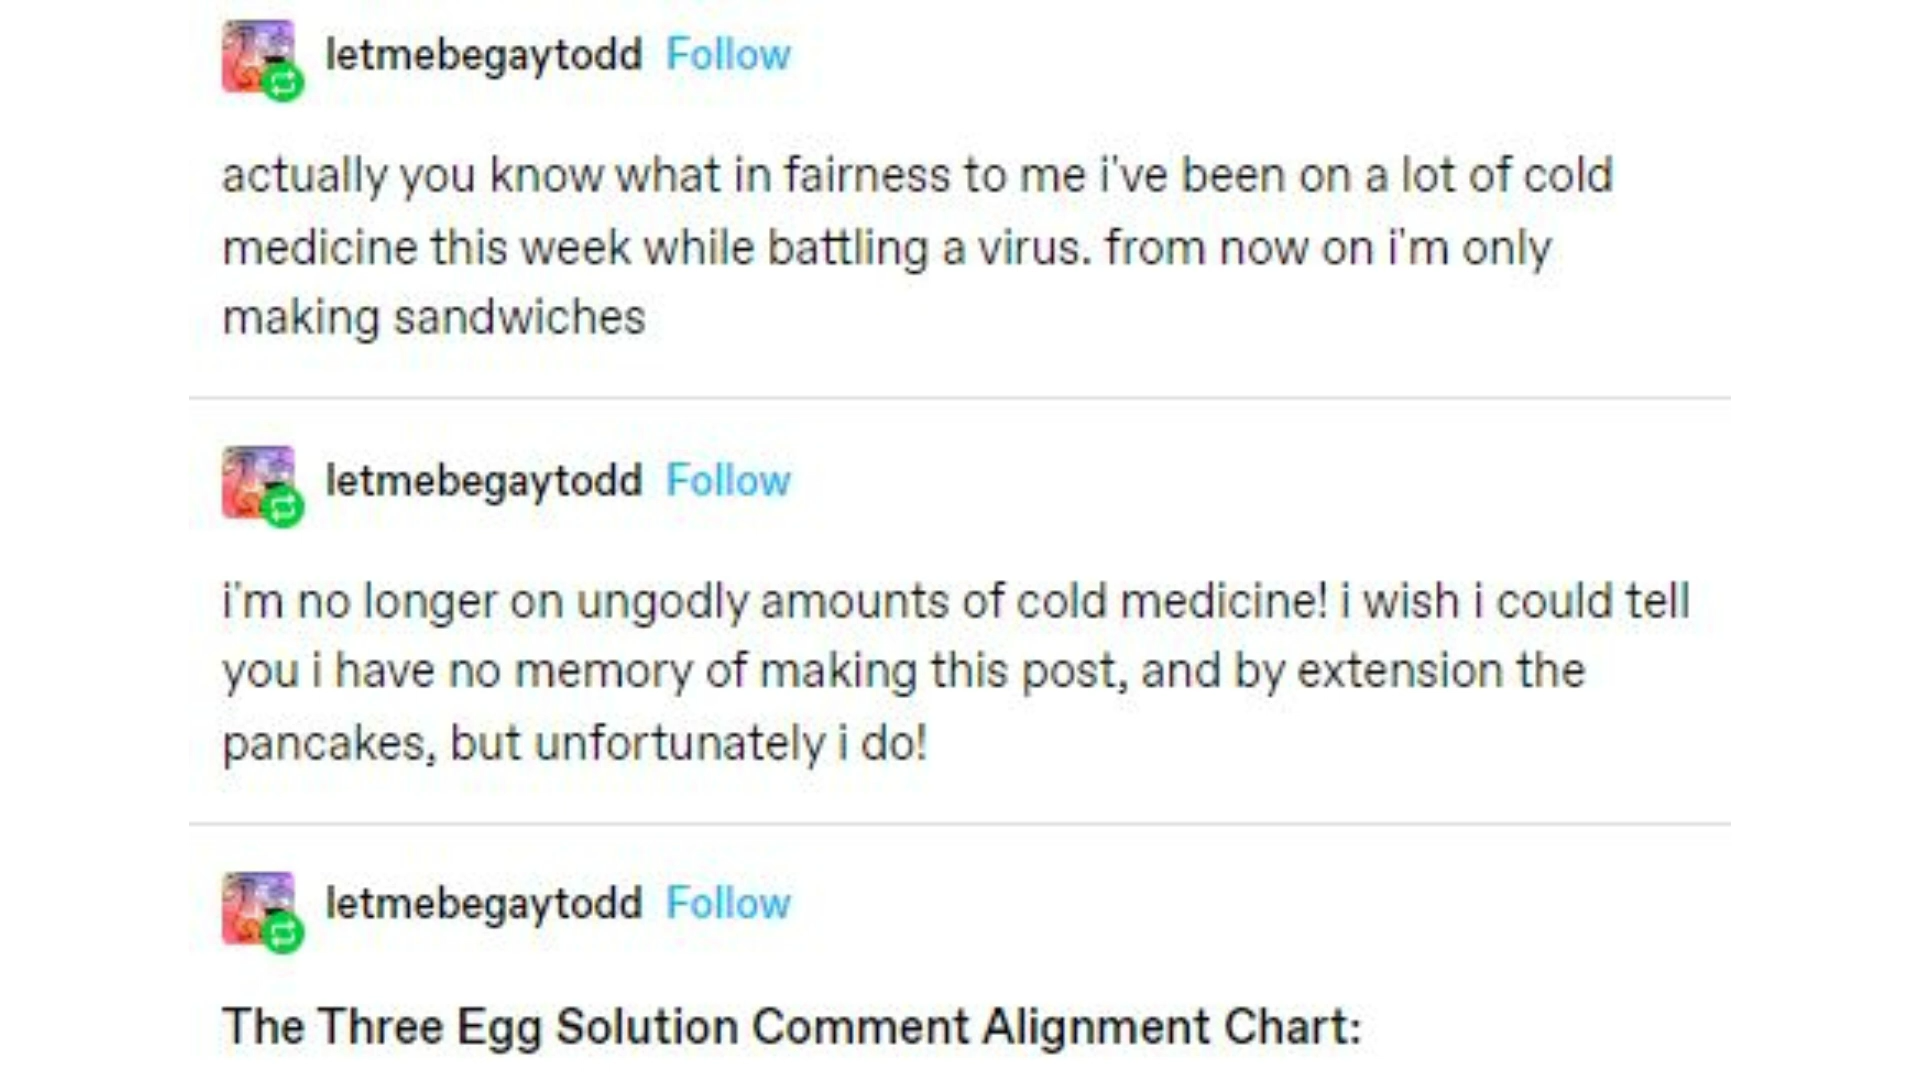 letmebegaytodd Follow
actually you know what in fairness to me i've been on a lot of cold
medicine this week while battling a virus. from now on i'm only
making sandwiches
letmebegaytodd Follow
i'm no longer on ungodly amounts of cold medicine! i wish i could tell
you i have no memory of making this post, and by extension the
pancakes, but unfortunately i do!
letmebegaytodd Follow
The Three Egg Solution Comment Alignment Chart: